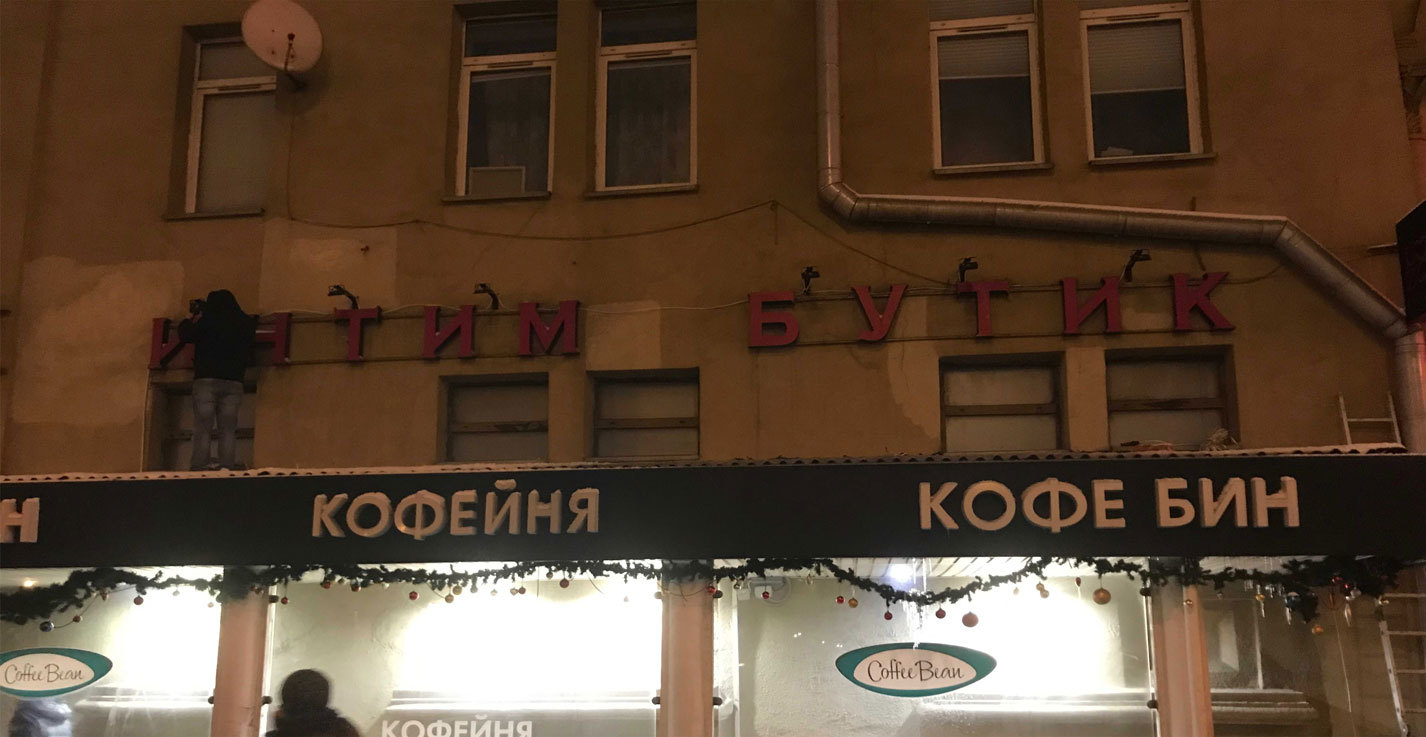 ИНТИМ БУТИК
Н
КОФЕЙНЯ
КОФЕ БИН
Coffee Bean
Coffee Bean
КОФЕЙНЯ